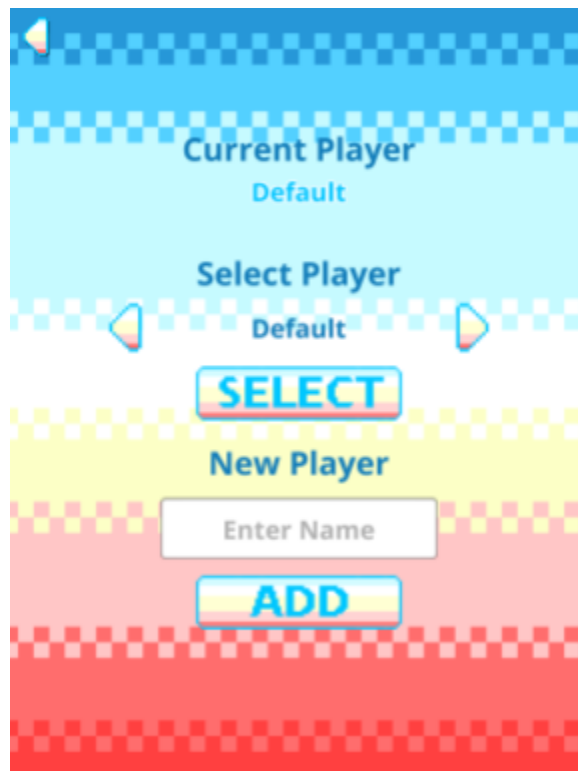 Current Player
Default
Select Player
Default
SELECT
New Player
Enter Name
ADD